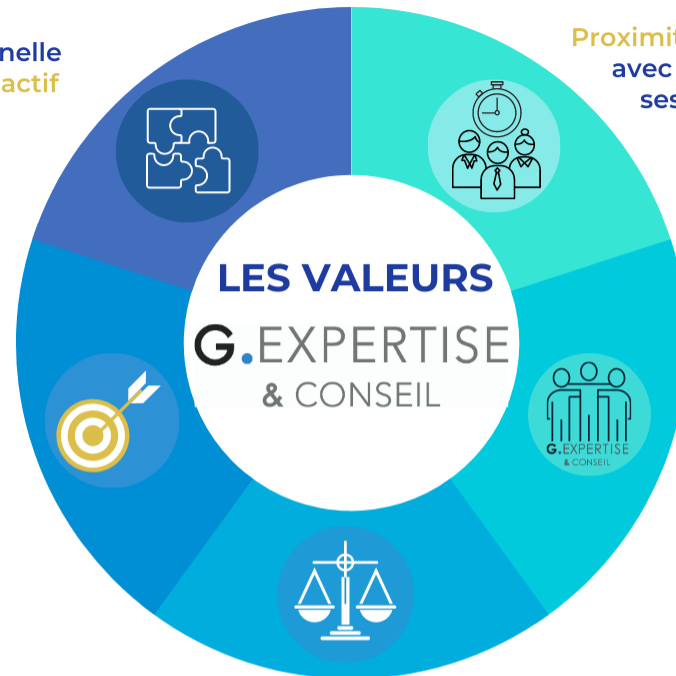 nelle
actif
Proximit
avec
ses
LES VALEURS
G.EXPERTISE
& CONSEIL
G.EXPERTISE
& CONSEIL